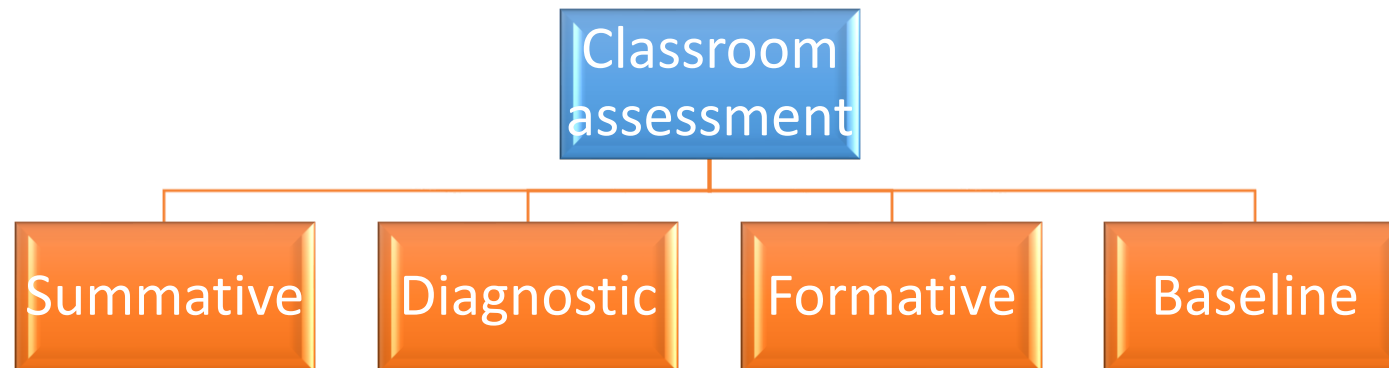 Classroom
assessment
Summative
Diagnostic
Formative
Baseline